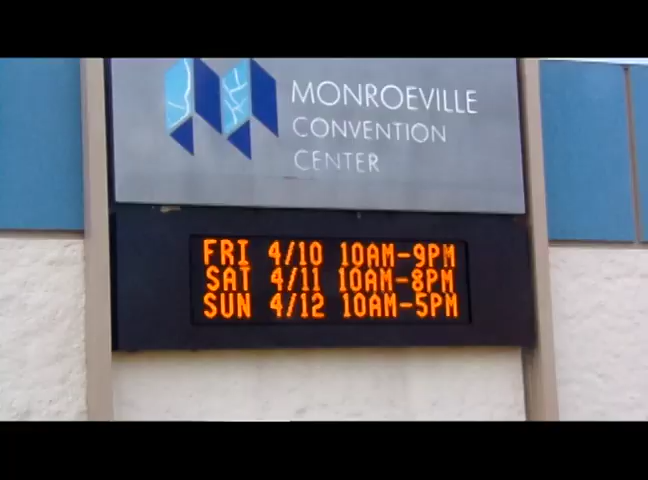 MONROEVILLE
CONVENTION
CENTER
FRI 4/10 10AM-9PM
SAT 4/11 10AM-8PM
SUN 4/12 10AM-5PM